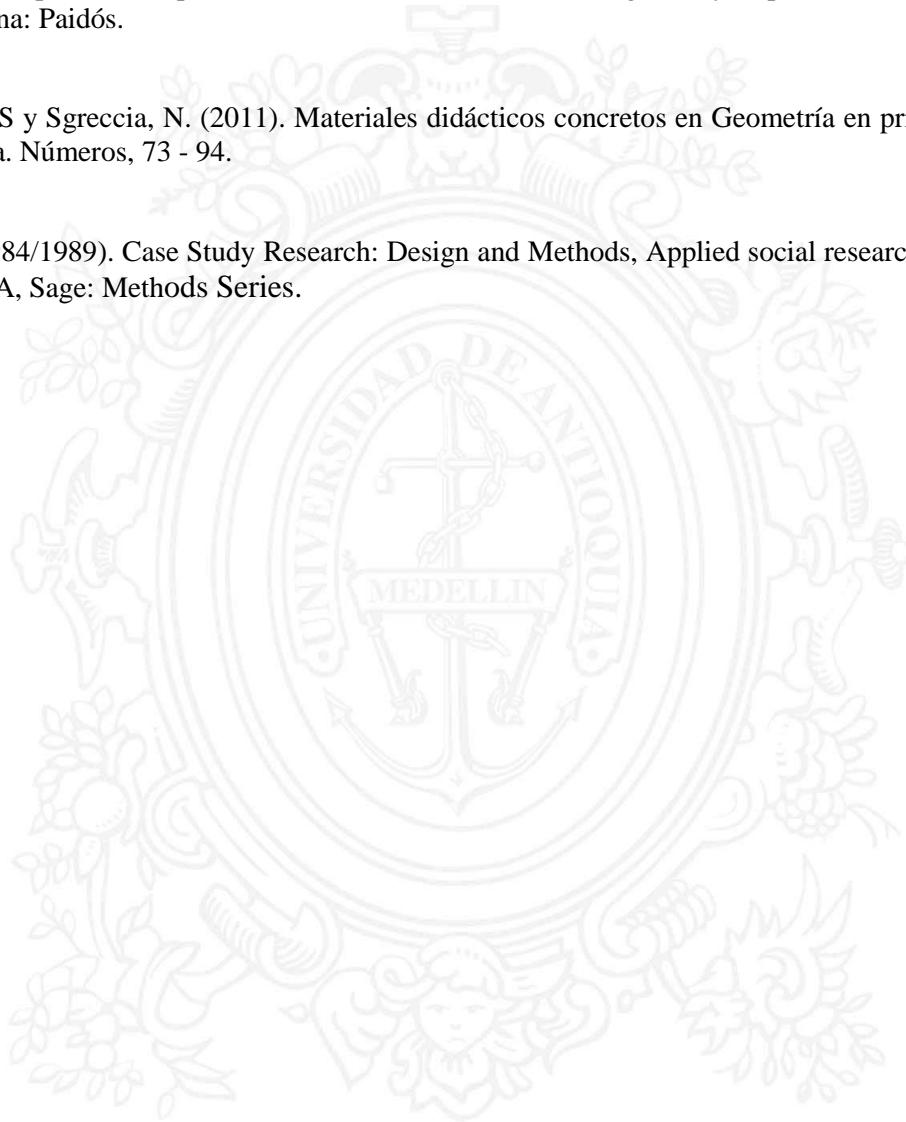 na: Paidós.
S y Sgreccia, N. (2011). Materiales didácticos concretos en Geometría en pri
a. Números, 73 - 94.
84/1989). Case Study Research: Design and Methods, Applied social researc
A, Sage: Methods Series.
UNIVERSIDAD DE ANTIOQUIA
MEDELLIN